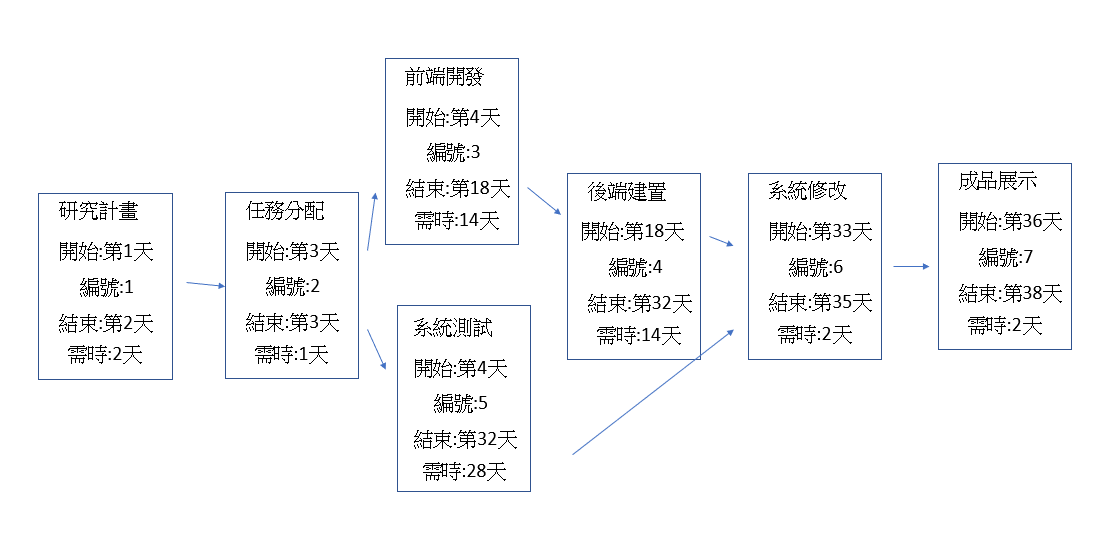 研究計畫
開始:第1天
編號:1
結束:第2天
需時:2天
任務分配
開始:第3天
編號:2
結束:第3天
需時:1天
前端開發
開始:第4天
編號:3
結束:第18天
需時:14天
系統測試
開始:第4天
編號:5
結束:第32天
需時:28天
後端建置
開始:第18天
編號:4
結束:第32天
需時:14天
系統修改
開始:第33天
編號:6
結束:第35天
需時:2天
成品展示
開始:第36天
編號:7
結束:第38天
需時:2天